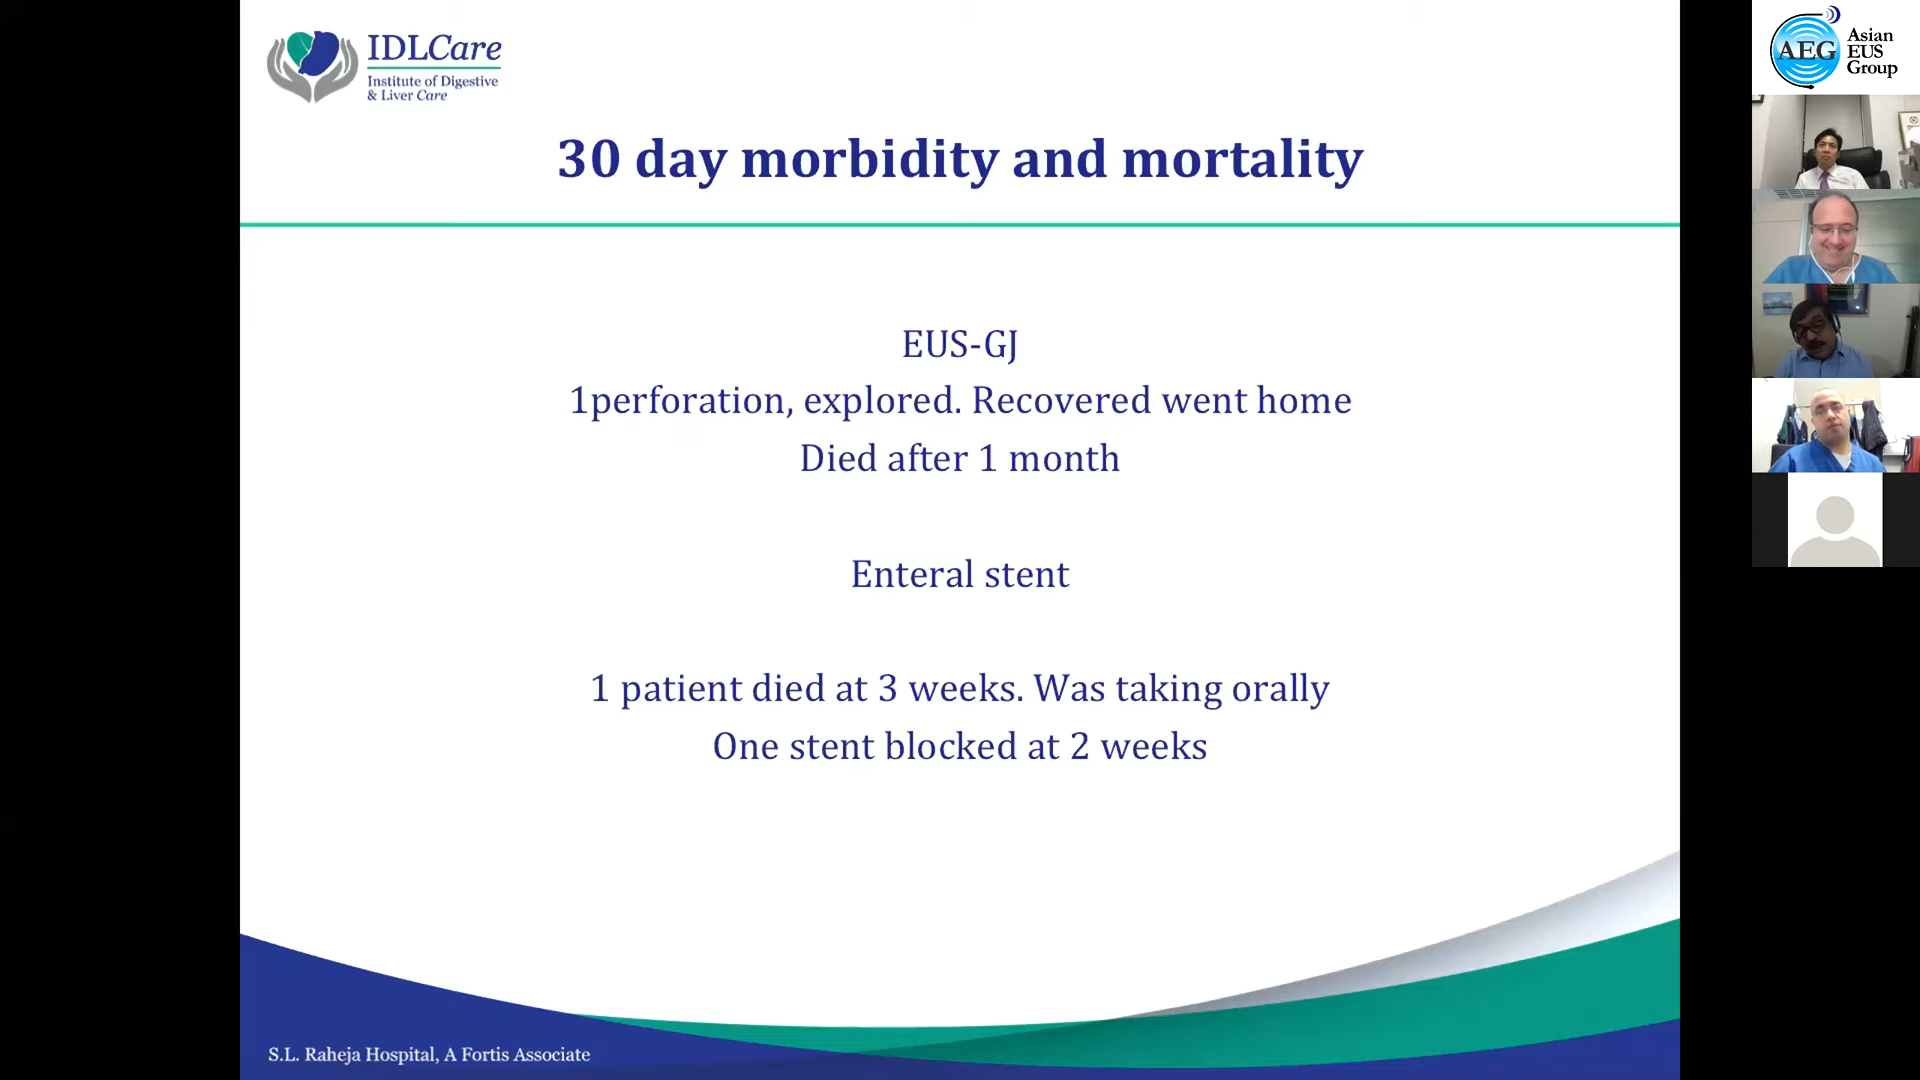 IDLCare
Institute of Digestive
& Liver Care
AEG
Asian
EUS
Group
30 day morbidity and mortality
EUS-GJ
1perforation, explored. Recovered went home
Died after 1 month
Enteral stent
1 patient died at 3 weeks. Was taking orally
One stent blocked at 2 weeks
S.L. Raheja Hospital, A Fortis Associate